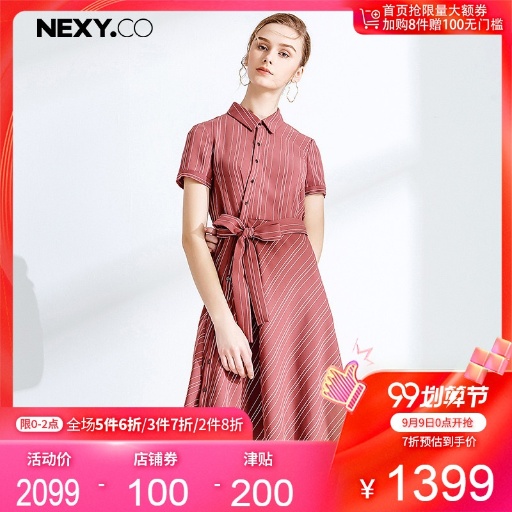 NEXY.CO
首页抢限量大额券
加购8件赠100无门槛
99划算节
9月9日0点开抢
限0-2点 全场5件6折/3件7折/2件8折
7折预估到手价
活动价 店铺券 津贴
2099 - 100 - 200
¥ 1399